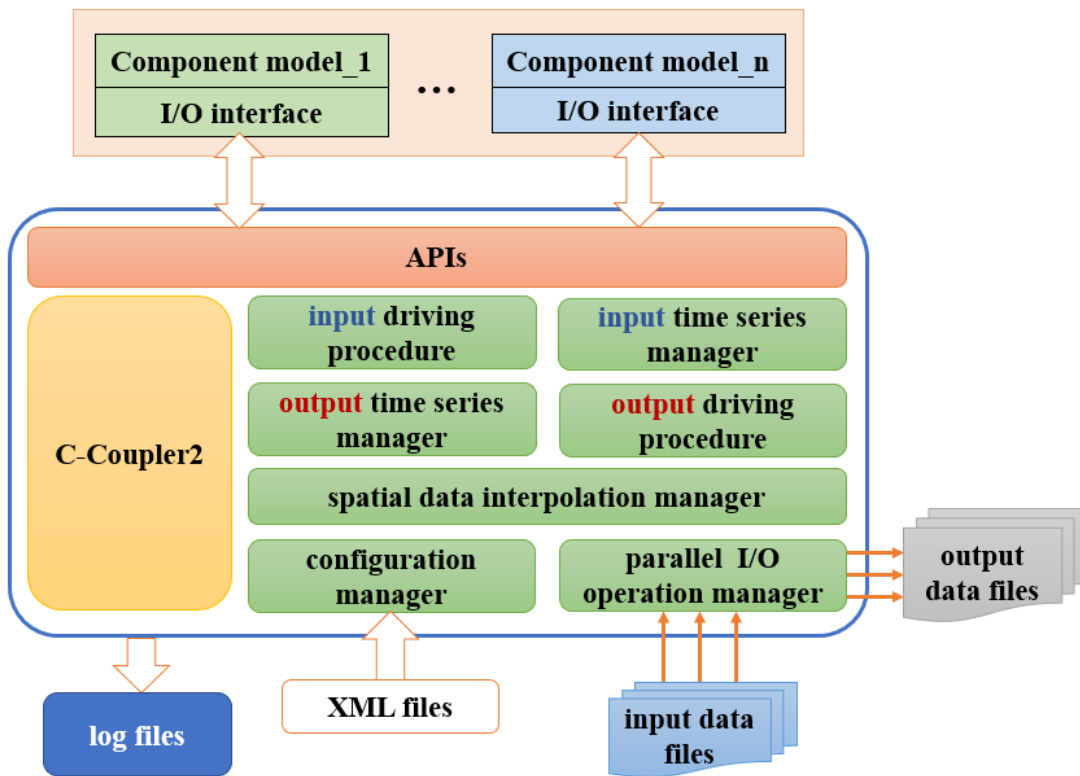 Component model_1
I/O interface
...
Component model_n
I/O interface
APIs
C-Coupler2
input driving
procedure
input time series
manager
output time series
manager
output driving
procedure
spatial data interpolation manager
configuration
manager
parallel I/O
operation manager
output
data files
log files
XML files
input data
files